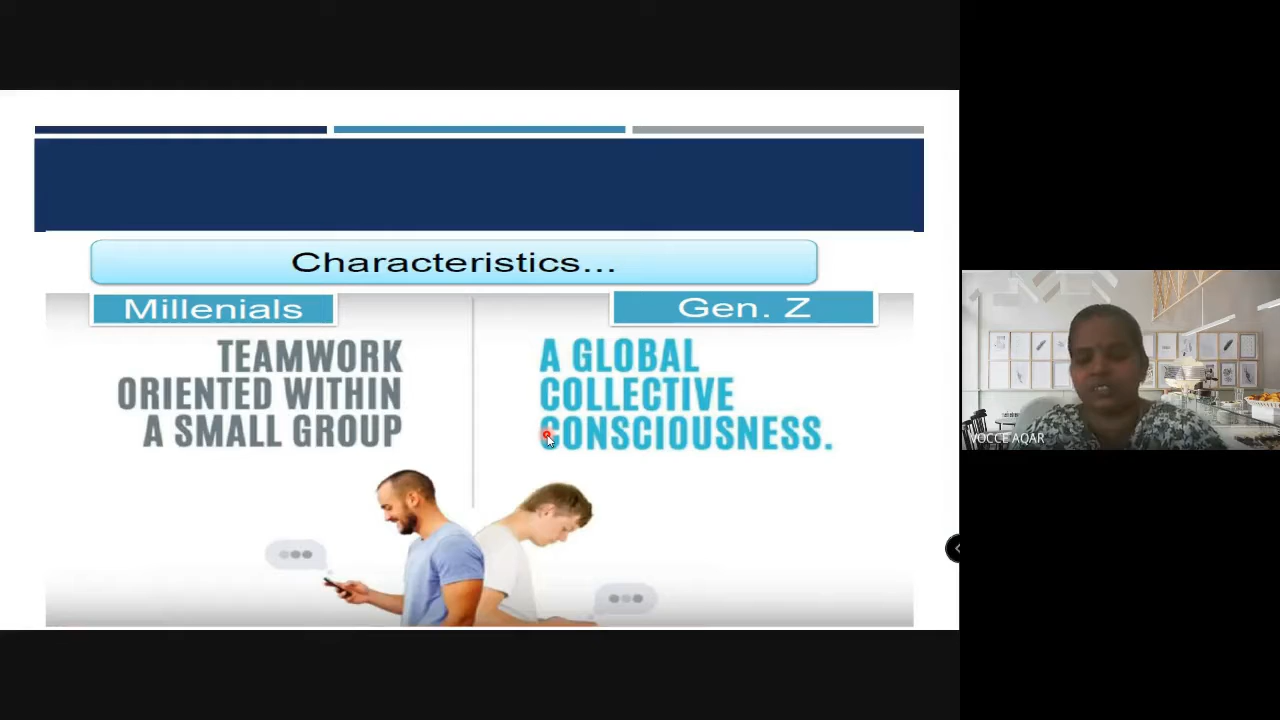 Characteristics...
Millenials
Gen. Z
TEAMWORK
ORIENTED WITHIN
A SMALL GROUP
A GLOBAL
COLLECTIVE
CONSCIOUSNESS.
VOCCE AQAR